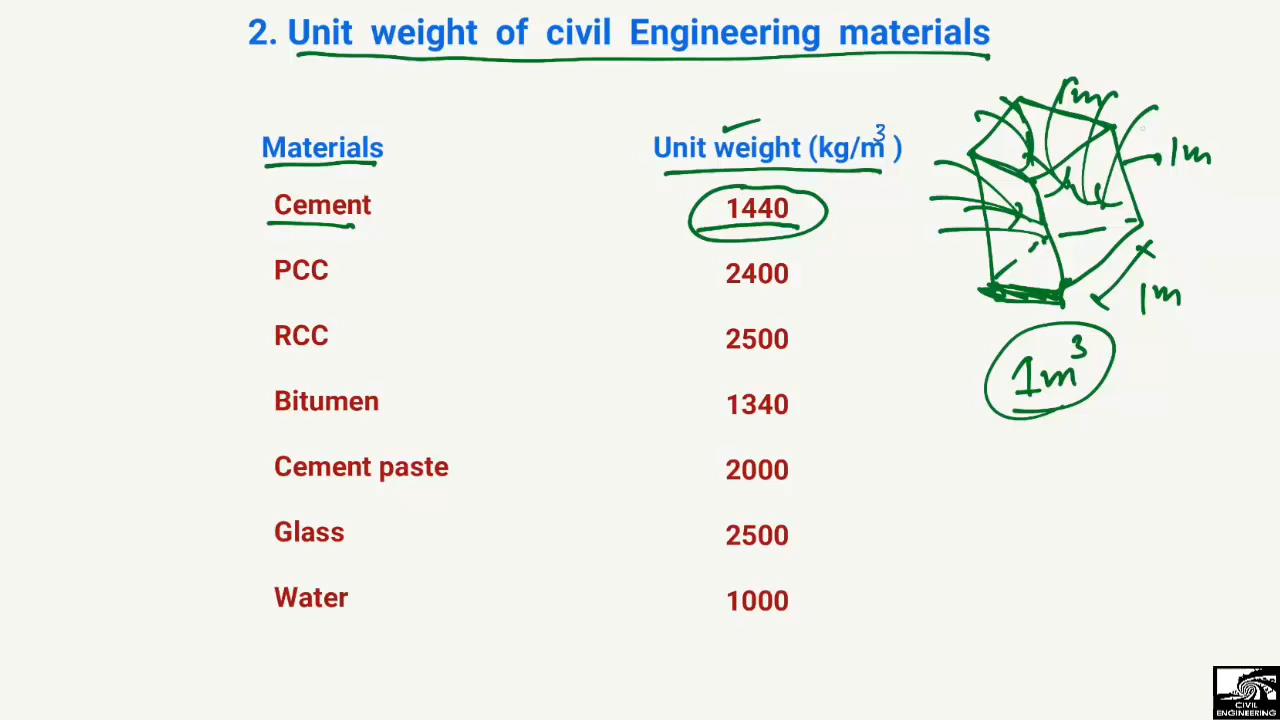 2. Unit weight of civil Engineering materials
Materials Unit weight (kg/m3)
Cement 1440
PCC 2400
RCC 2500
Bitumen 1340
Cement paste 2000
Glass 2500
Water 1000
1m
1m
1m
1m3
CIVIL
ENGINEERING